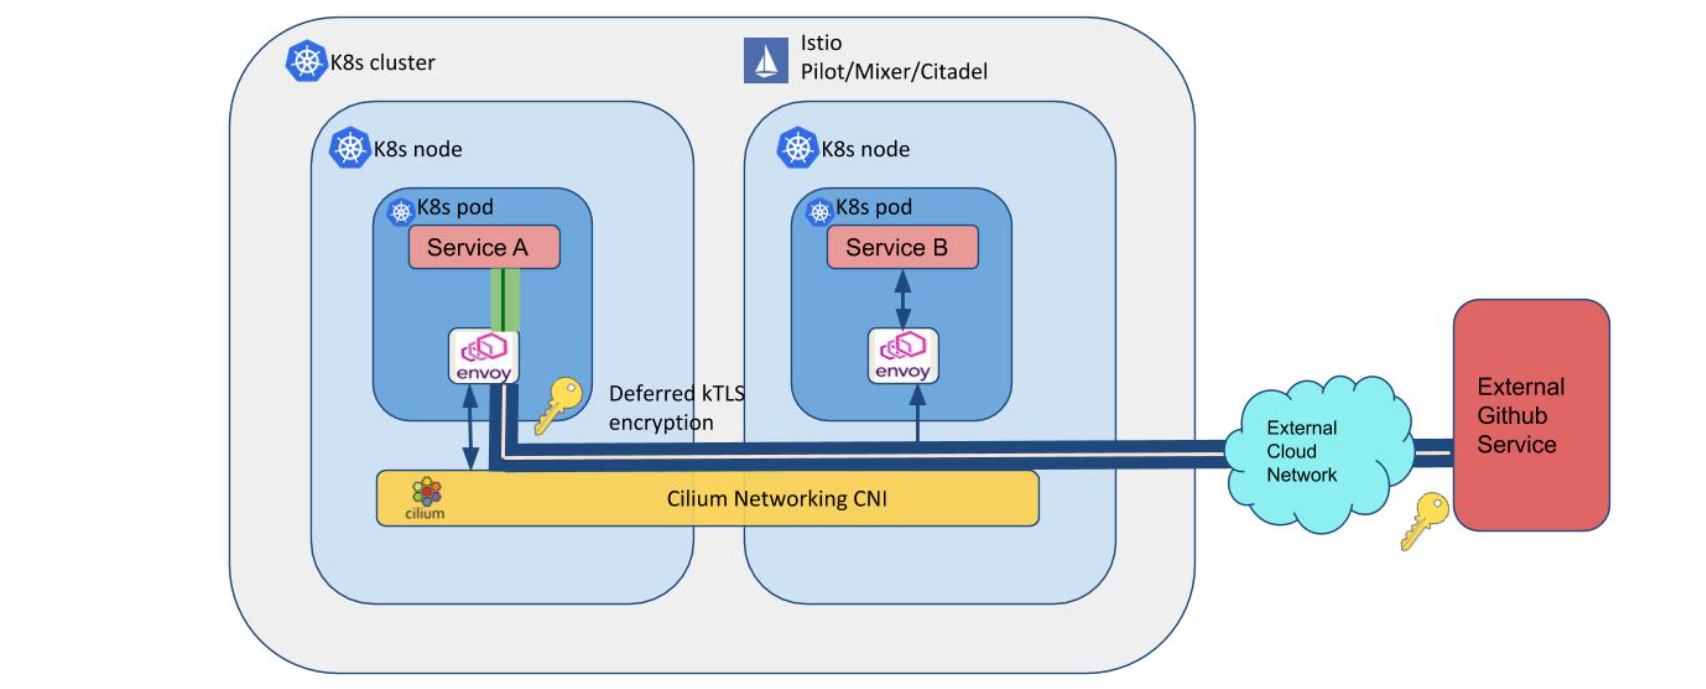 K8s cluster
Istio
Pilot/Mixer/Citadel
K8s node
K8s pod
Service A
envoy
Deferred kTLS
encryption
K8s node
K8s pod
Service B
envoy
cilium
Cilium Networking CNI
External
Cloud
Network
External
Github
Service